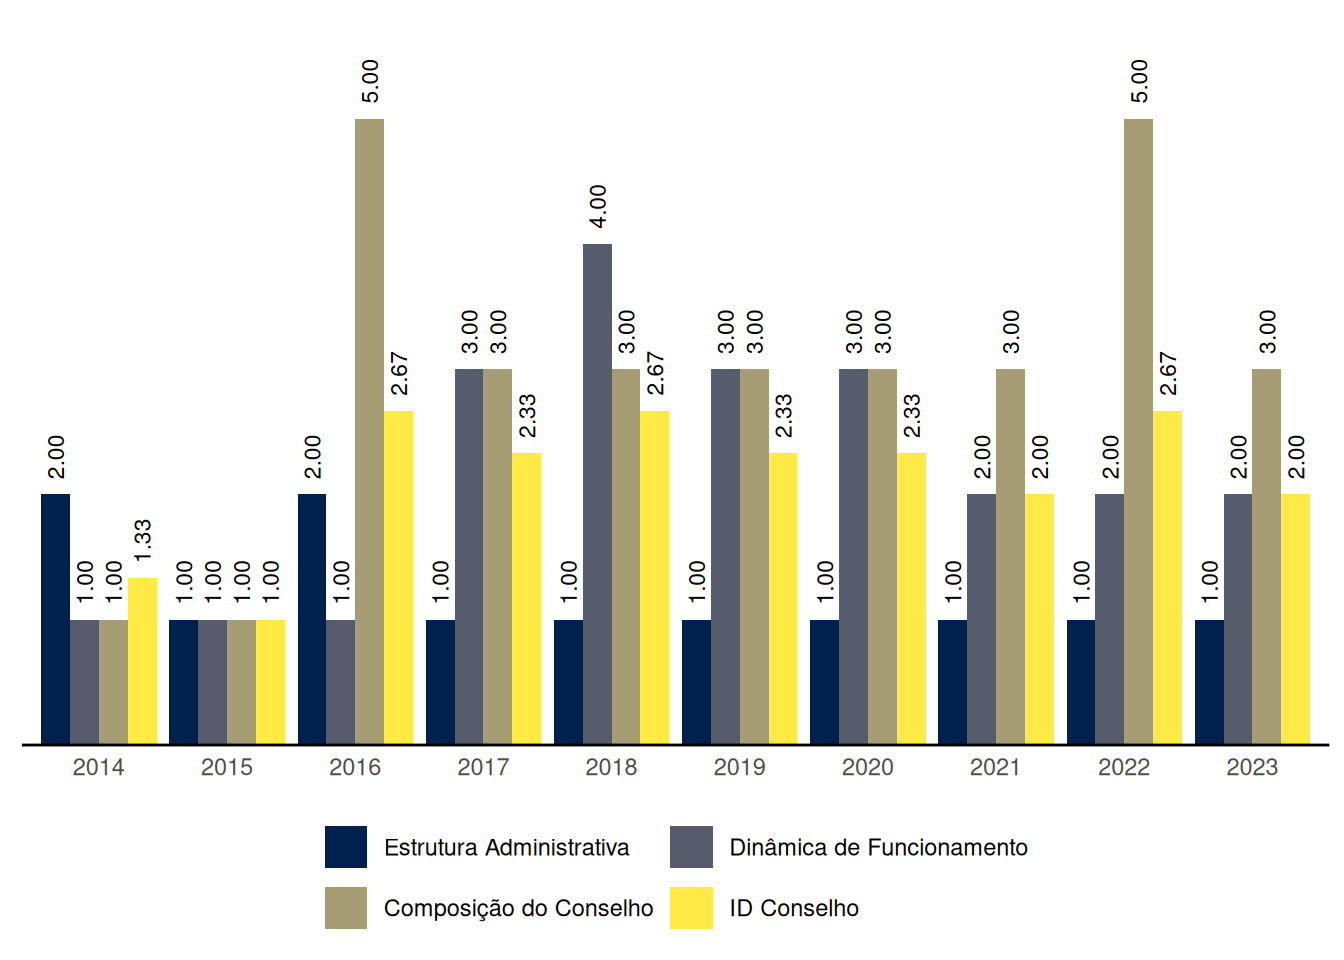 5.00 5.00
4.00
3.00 3.00 3.00 3.00 3.00 3.00 3.00 3.00 3.00
2.67 2.67 2.67
2.33 2.33 2.33
2.00 2.00 2.00 2.00 2.00 2.00 2.00
1.33
1.00 1.00 1.00 1.00 1.00 1.00 1.00 1.00 1.00 1.00 1.00 1.00 1.00 1.00
2014 2015 2016 2017 2018 2019 2020 2021 2022 2023
Estrutura Administrativa Dinâmica de Funcionamento
Composição do Conselho ID Conselho